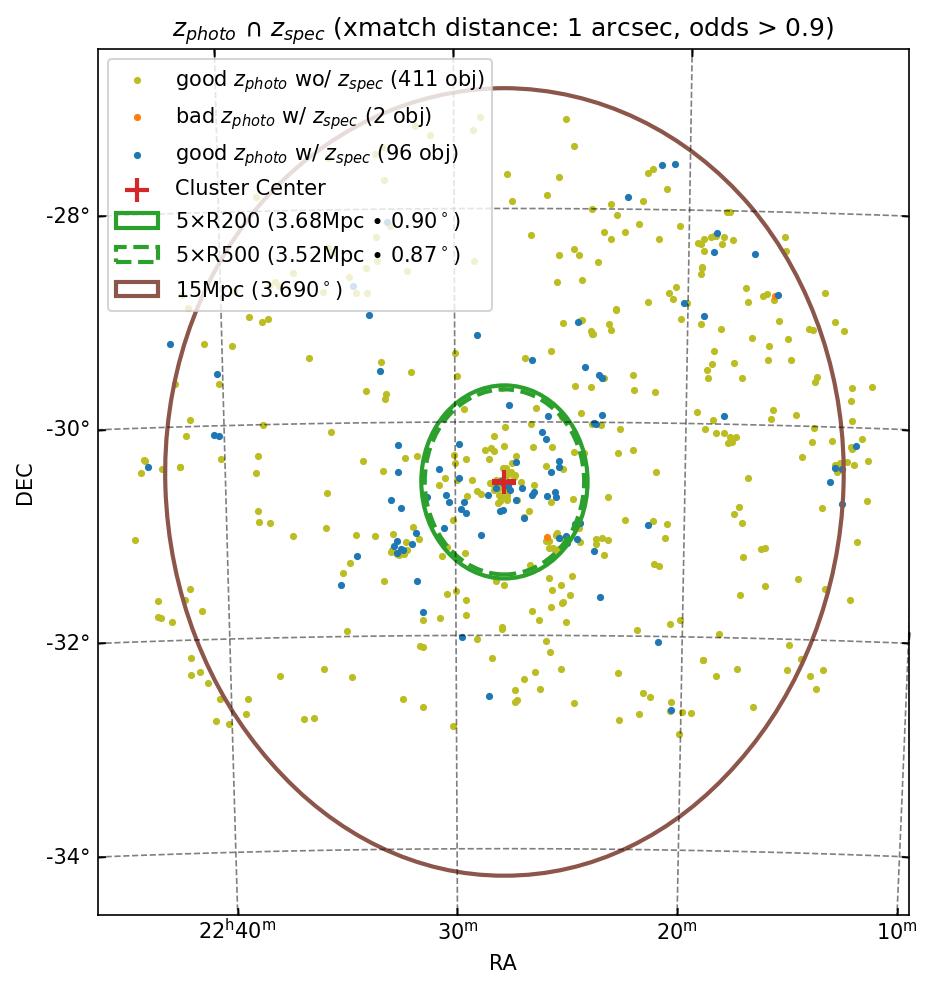 z_photo ∩ z_spec (xmatch distance: 1 arcsec, odds > 0.9)
good z_photo wo/ z_spec (411 obj)
bad z_photo w/ z_spec (2 obj)
good z_photo w/ z_spec (96 obj)
Cluster Center
5×R200 (3.68Mpc • 0.90°)
5×R500 (3.52Mpc • 0.87°)
15Mpc (3.690°)
-28°
-30°
DEC
-32°
-34°
22ʰ40ᵐ 30ᵐ 20ᵐ 10ᵐ
RA